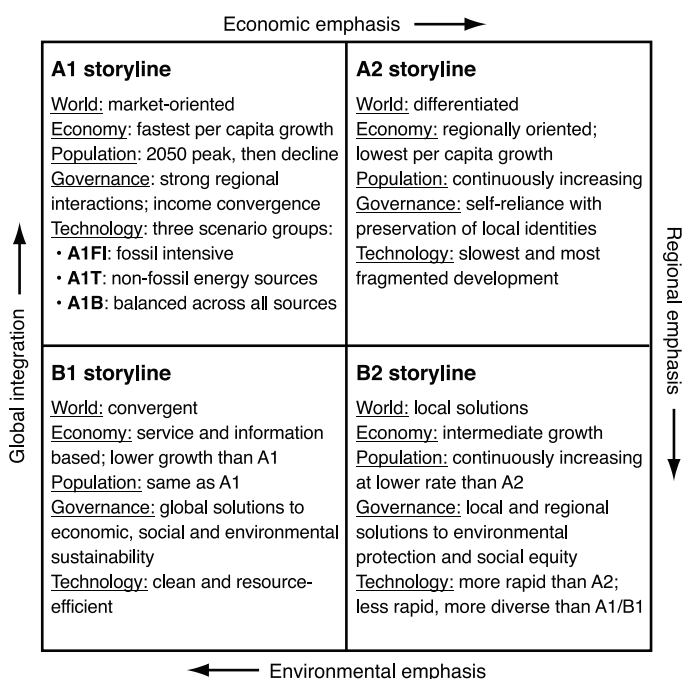 Economic emphasis
A1 storyline
World: market-oriented
Economy: fastest per capita growth
Population: 2050 peak, then decline
Governance: strong regional
interactions; income convergence
Technology: three scenario groups:
• A1FI: fossil intensive
• A1T: non-fossil energy sources
• A1B: balanced across all sources
A2 storyline
World: differentiated
Economy: regionally oriented;
lowest per capita growth
Population: continuously increasing
Governance: self-reliance with
preservation of local identities
Technology: slowest and most
fragmented development
Global integration
Regional emphasis
B1 storyline
World: convergent
Economy: service and information
based; lower growth than A1
Population: same as A1
Governance: global solutions to
economic, social and environmental
sustainability
Technology: clean and resource-
efficient
B2 storyline
World: local solutions
Economy: intermediate growth
Population: continuously increasing
at lower rate than A2
Governance: local and regional
solutions to environmental
protection and social equity
Technology: more rapid than A2;
less rapid, more diverse than A1/B1
Environmental emphasis